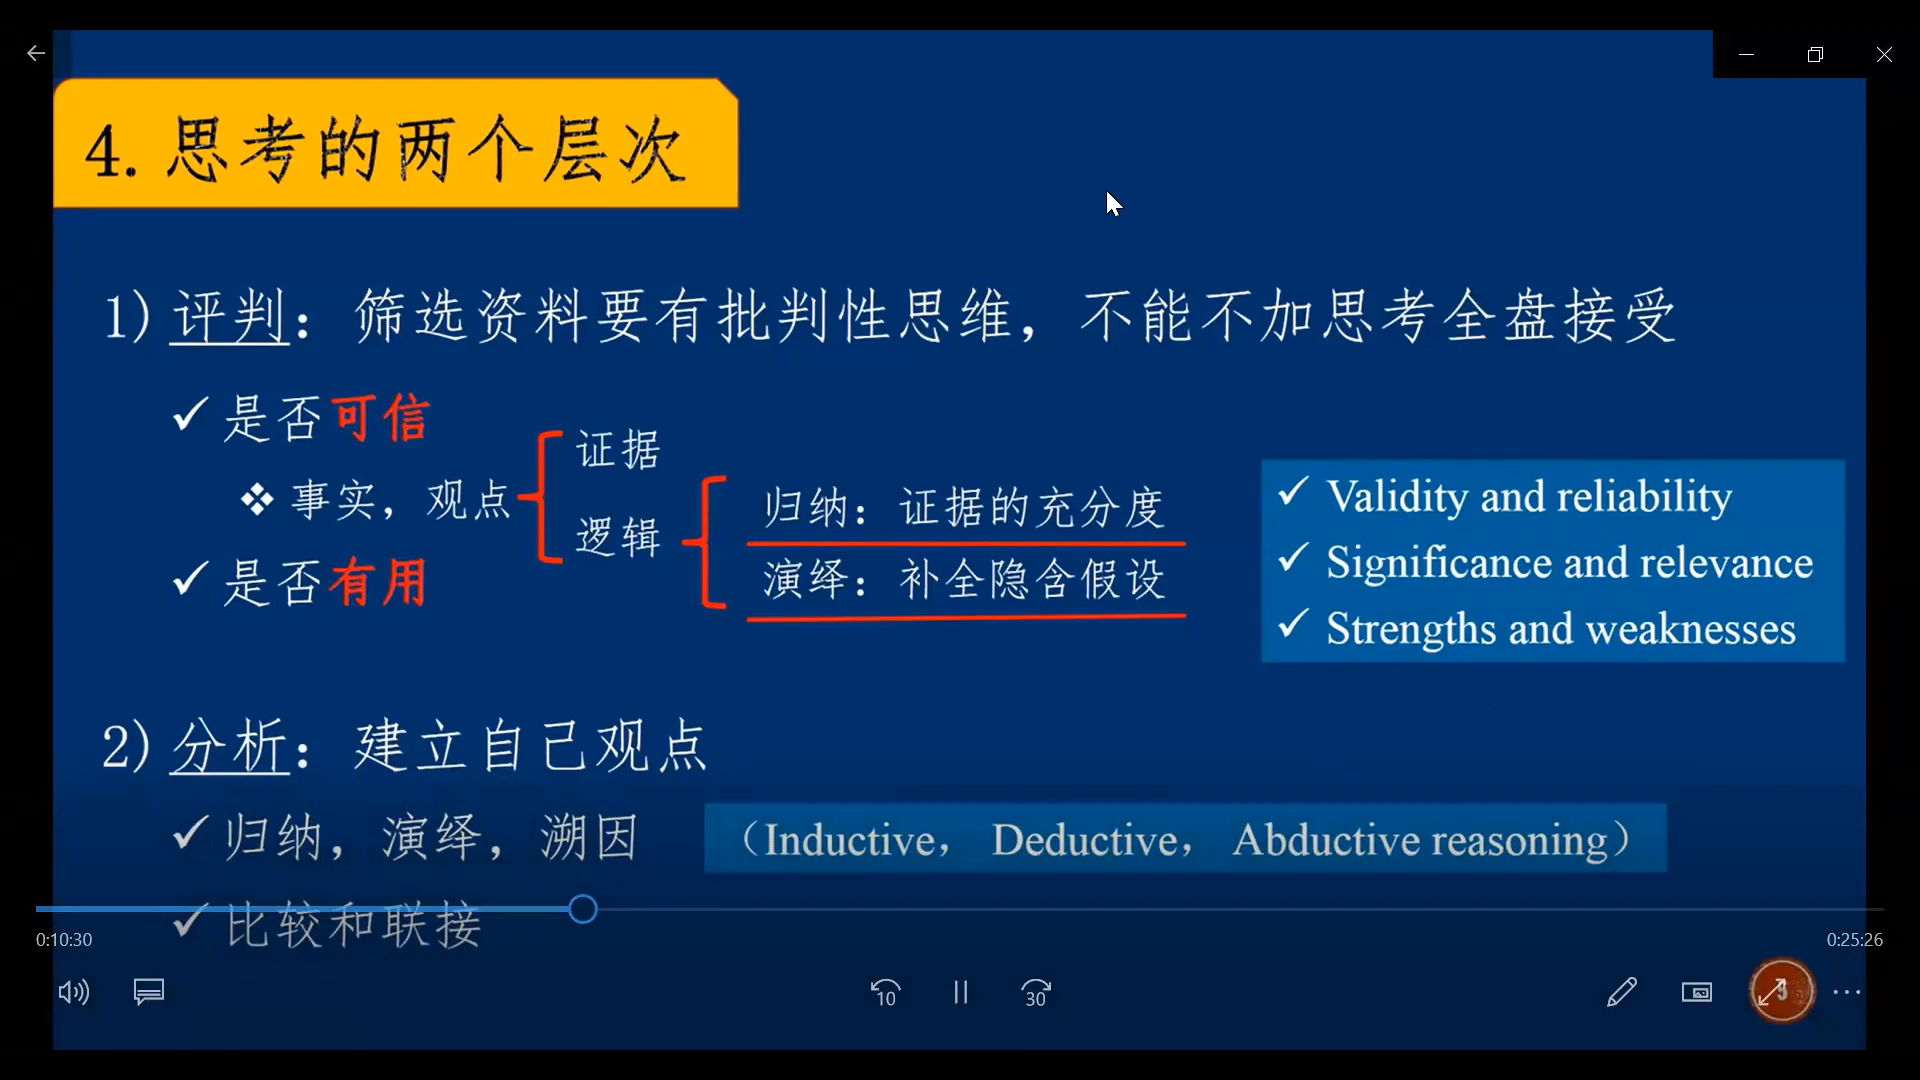 4. 思考的两个层次
1) 评判：筛选资料要有批判性思维，不能不加思考全盘接受
✓ 是否可信
❖ 事实，观点
证据
逻辑
归纳：证据的充分度
演绎：补全隐含假设
✓ 是否有用
✓ Validity and reliability
✓ Significance and relevance
✓ Strengths and weaknesses
2) 分析：建立自己观点
✓ 归纳，演绎，溯因
（Inductive， Deductive， Abductive reasoning）
✓ 比较和联接
0:10:30
0:25:26
10
30